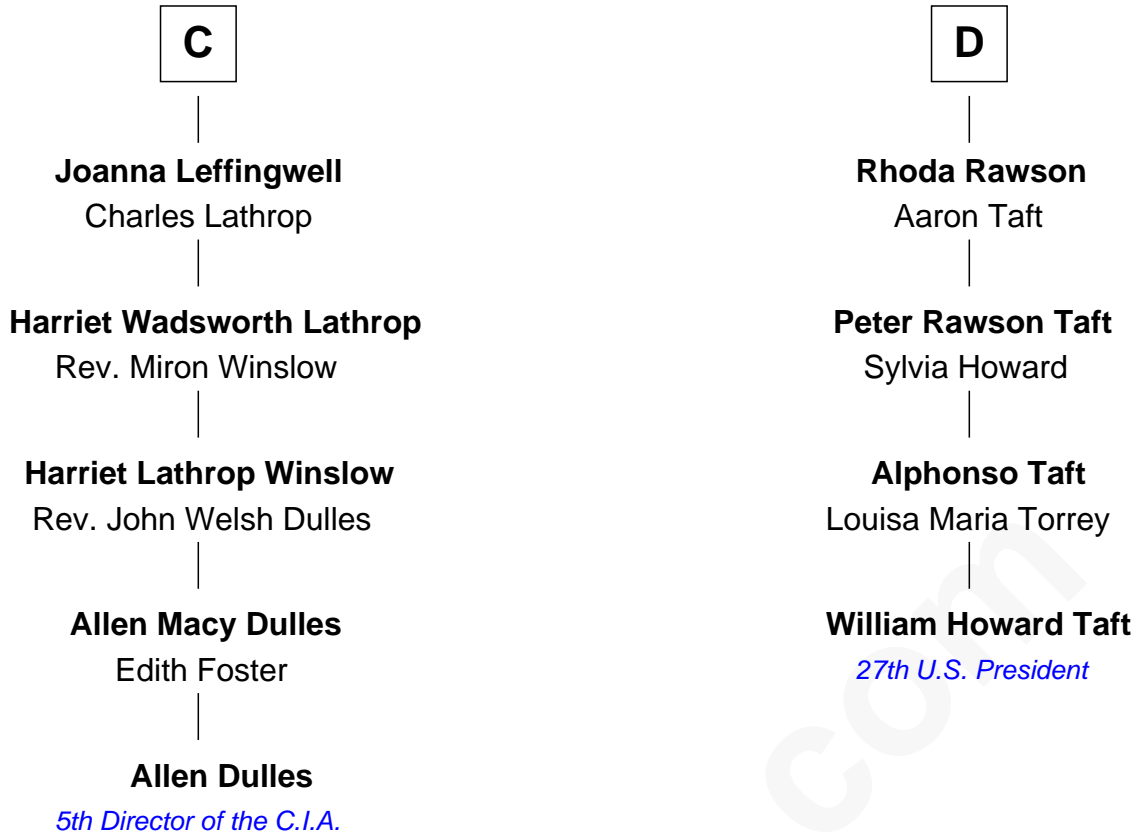 C
Joanna Leffingwell
Charles Lathrop
Harriet Wadsworth Lathrop
Rev. Miron Winslow
Harriet Lathrop Winslow
Rev. John Welsh Dulles
Allen Macy Dulles
Edith Foster
Allen Dulles
5th Director of the C.I.A.
D
Rhoda Rawson
Aaron Taft
Peter Rawson Taft
Sylvia Howard
Alphonso Taft
Louisa Maria Torrey
William Howard Taft
27th U.S. President
com